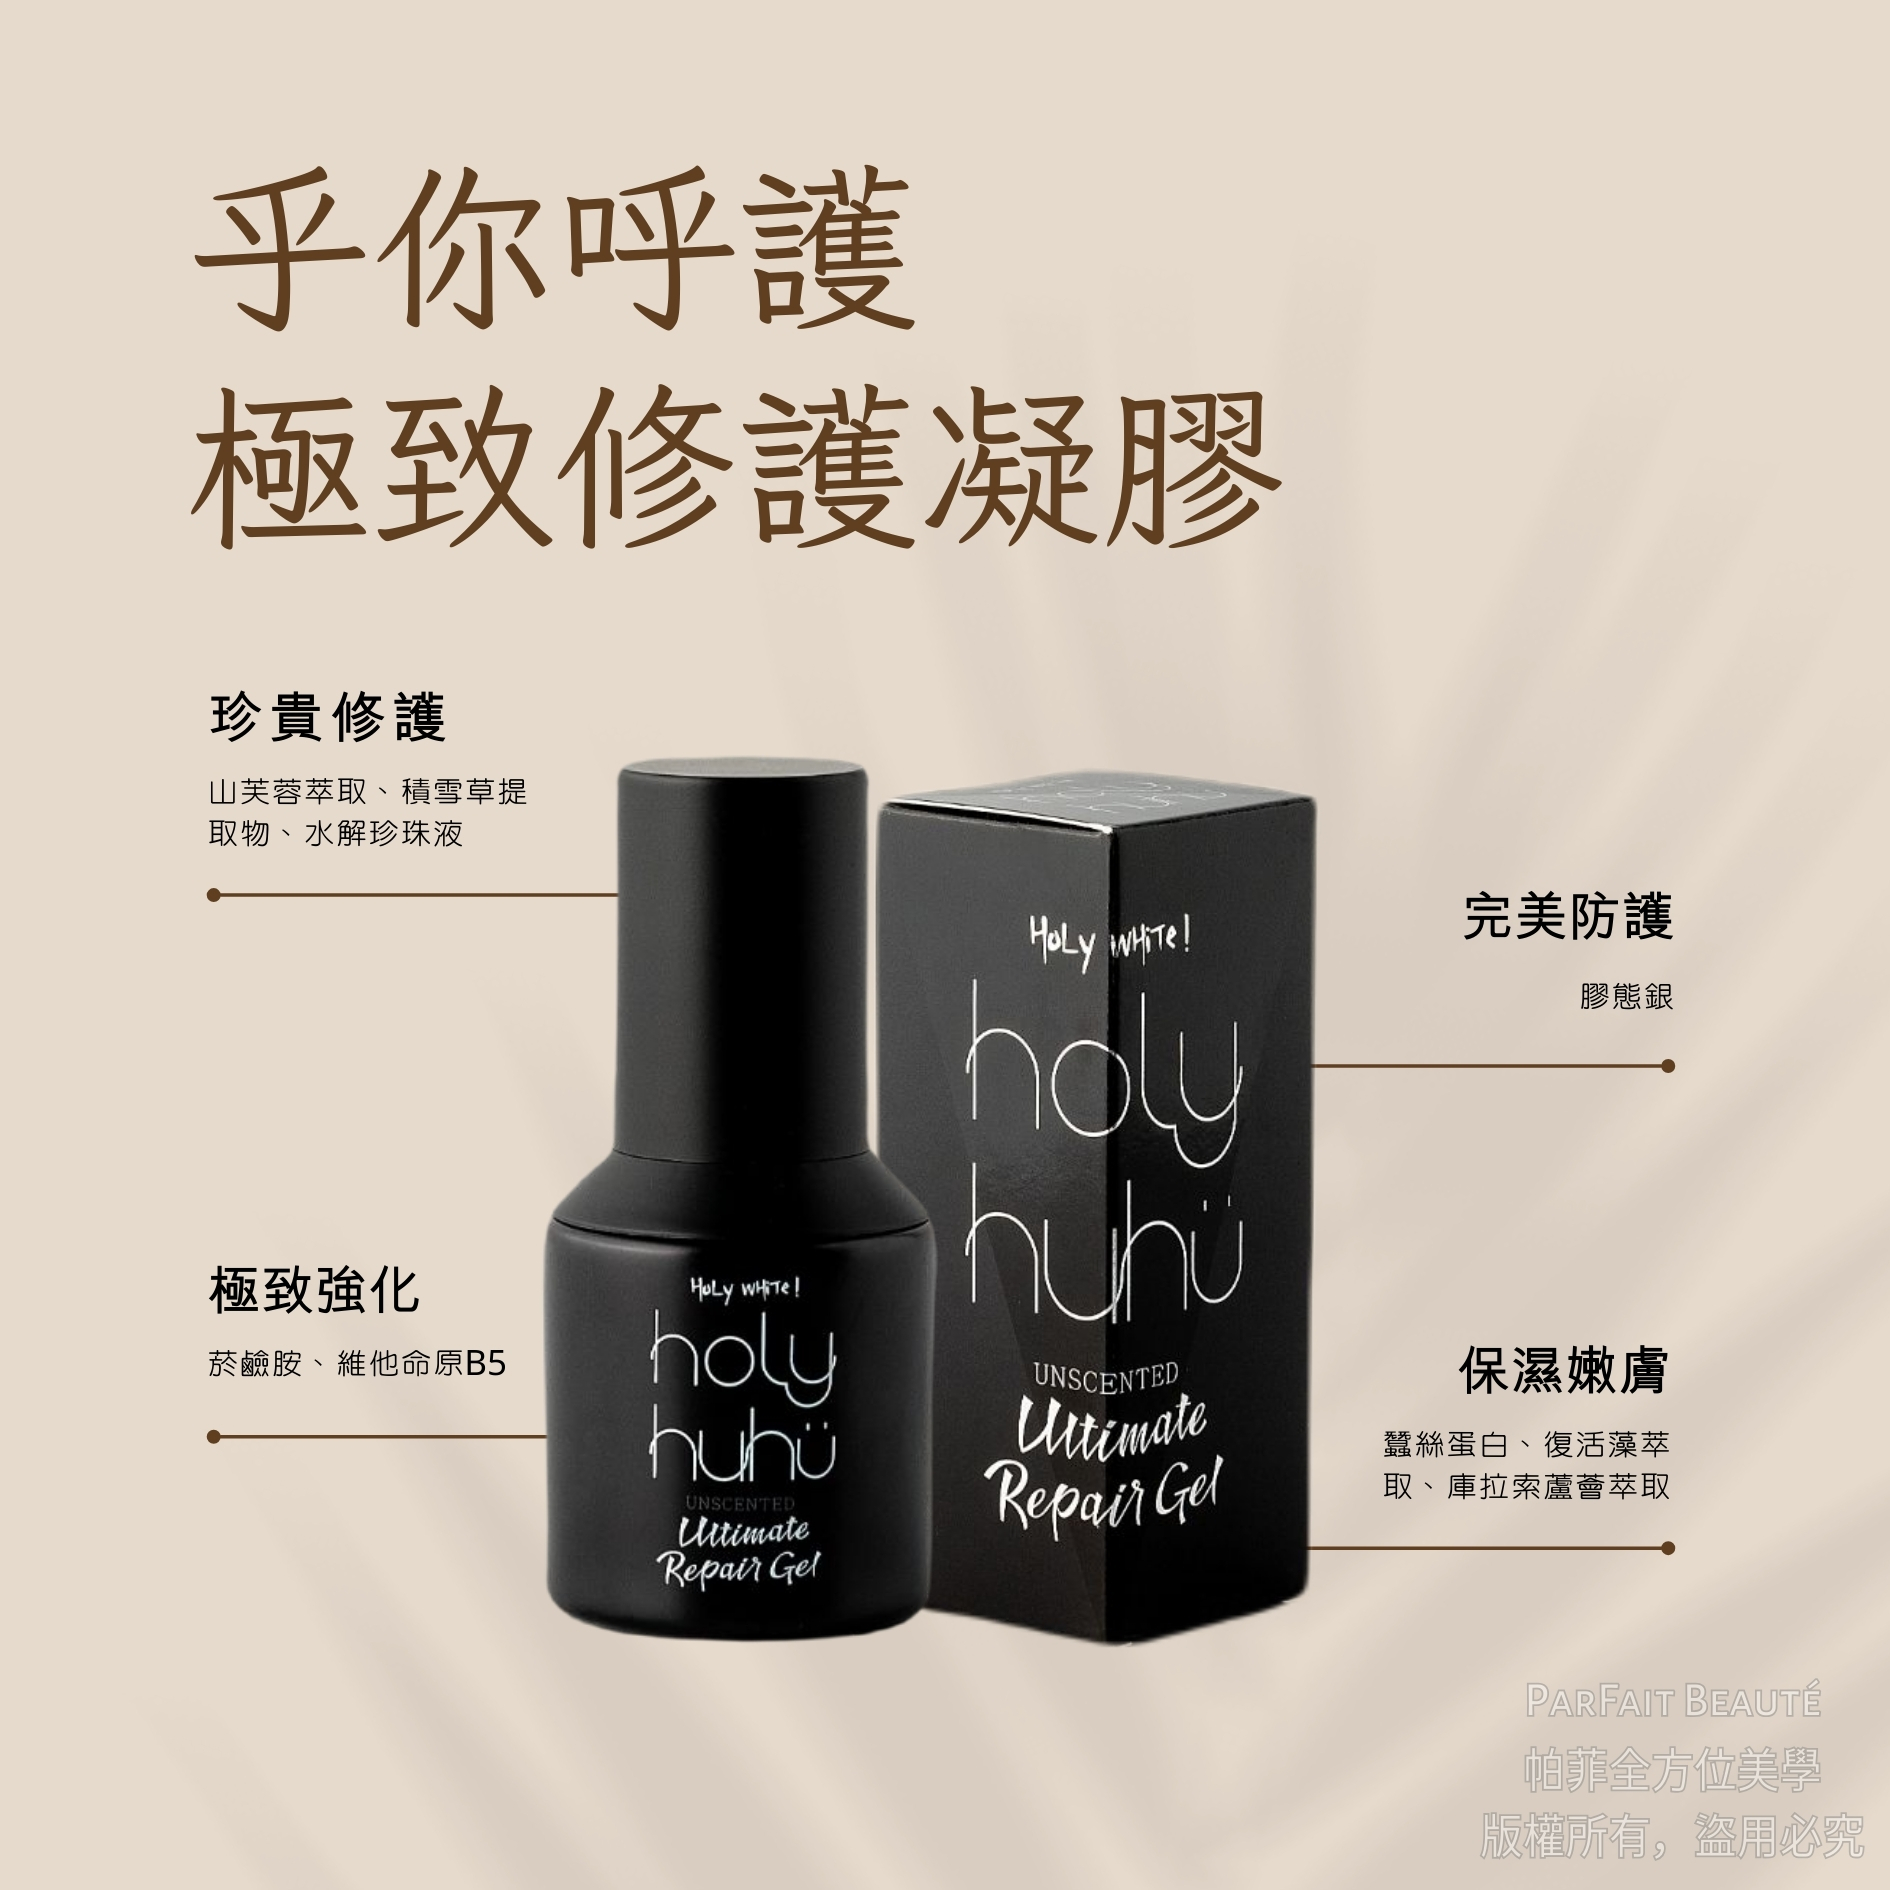 乎你呼護
極致修護凝膠
珍貴修護
山芙蓉萃取、積雪草提
取物、水解珍珠液
完美防護
膠態銀
極致強化
菸鹼胺、維他命原B5
保濕嫩膚
蠶絲蛋白、復活藻萃
取、庫拉索蘆薈萃取
HOLY WHiTe!
holy
huhü
UNSCENTED
Ultimate
Repair Gel
HOLY WHiTe!
holy
huhü
UNSCENTED
Ultimate
Repair Gel
PARFAIT BEAUTÉ
帕菲全方位美學
版權所有，盜用必究